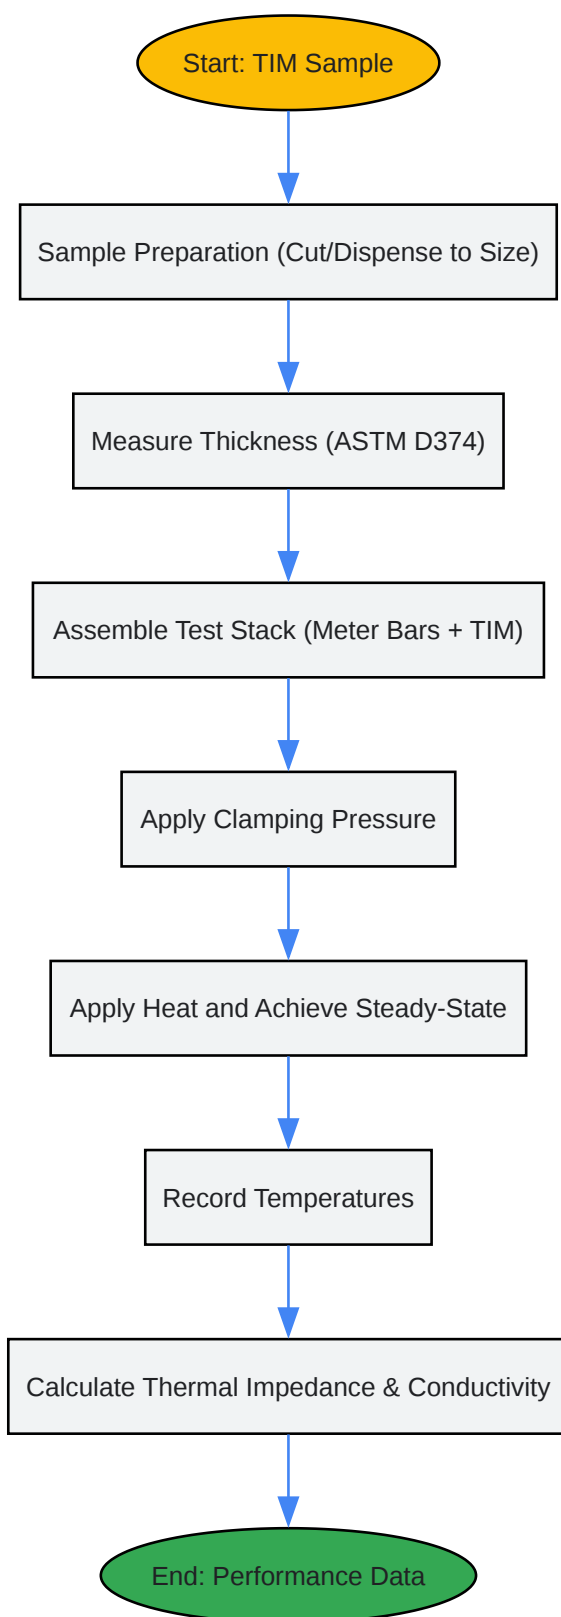 Start: TIM Sample
Sample Preparation (Cut/Dispense to Size)
Measure Thickness (ASTM D374)
Assemble Test Stack (Meter Bars + TIM)
Apply Clamping Pressure
Apply Heat and Achieve Steady-State
Record Temperatures
Calculate Thermal Impedance & Conductivity
End: Performance Data